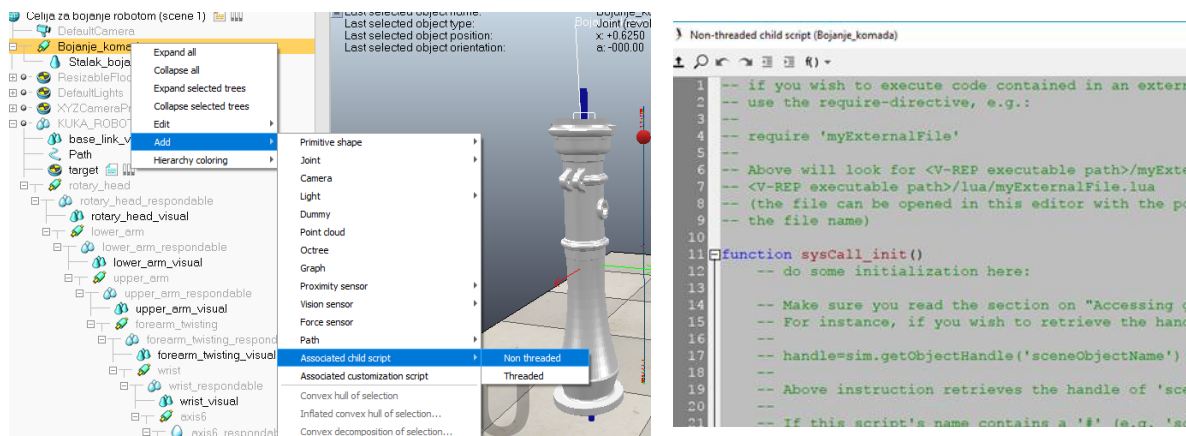 Celija za bojanje robotom (scene 1)
DefaultCamera
Bojanje_komada
Stalak_boja
ResizableFloo
DefaultLights
XYZCameraPr
KUKA_ROBOT
base_link_v
Path
target
rotary_head
rotary_head_respondable
rotary_head_visual
lower_arm
lower_arm_respondable
lower_arm_visual
upper_arm
upper_arm_respondable
upper_arm_visual
forearm_twisting
forearm_twisting_respond
forearm_twisting_visual
wrist
wrist_respondable
wrist_visual
axis6
axis6_respondab
Expand all
Collapse all
Expand selected trees
Collapse selected trees
Edit
Add
Hierarchy coloring
Primitive shape
Joint
Camera
Light
Dummy
Point cloud
Octree
Graph
Proximity sensor
Vision sensor
Force sensor
Path
Associated child script
Associated customization script
Convex hull of selection
Inflated convex hull of selection...
Convex decomposition of selection...
Non threaded
Threaded
Last selected object name:
Last selected object type: Joint (revol
Last selected object position: x: +0.6250
Last selected object orientation: a: -000.00
Non-threaded child script (Bojanje_komada)
f()
1 -- if you wish to execute code contained in an extern
2 -- use the require-directive, e.g.:
3 --
4 -- require 'myExternalFile'
5 --
6 -- Above will look for <V-REP executable path>/myExte
7 -- <V-REP executable path>/lua/myExternalFile.lua
8 -- (the file can be opened in this editor with the po
9 -- the file name)
10
11 function sysCall_init()
12 -- do some initialization here:
13
14 -- Make sure you read the section on "Accessing g
15 -- For instance, if you wish to retrieve the hand
16 --
17 -- handle=sim.getObjectHandle('sceneObjectName')
18 --
19 -- Above instruction retrieves the handle of 'sce
20 --
21 -- If this script's name contains a '#' (e.g. 'so